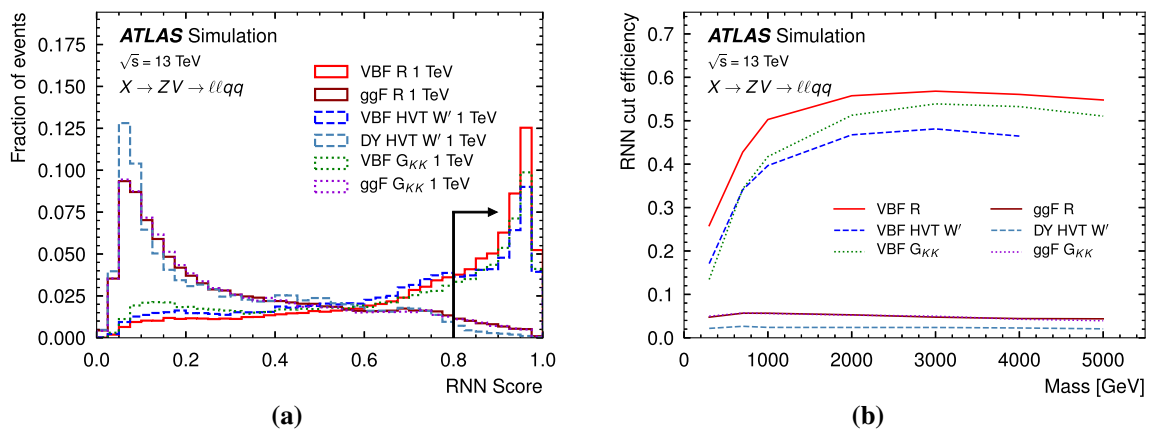 ATLAS Simulation
√s = 13 TeV
X → ZV → ℓℓqq
VBF R 1 TeV
ggF R 1 TeV
VBF HVT W′ 1 TeV
DY HVT W′ 1 TeV
VBF G_KK 1 TeV
ggF G_KK 1 TeV
Fraction of events
0.175
0.150
0.125
0.100
0.075
0.050
0.025
0.000
0.0 0.2 0.4 0.6 0.8 1.0
RNN Score
(a)
ATLAS Simulation
√s = 13 TeV
X → ZV → ℓℓqq
RNN cut efficiency
0.7
0.6
0.5
0.4
0.3
0.2
0.1
0.0
VBF R
VBF HVT W′
VBF G_KK
ggF R
DY HVT W′
ggF G_KK
0 1000 2000 3000 4000 5000
Mass [GeV]
(b)